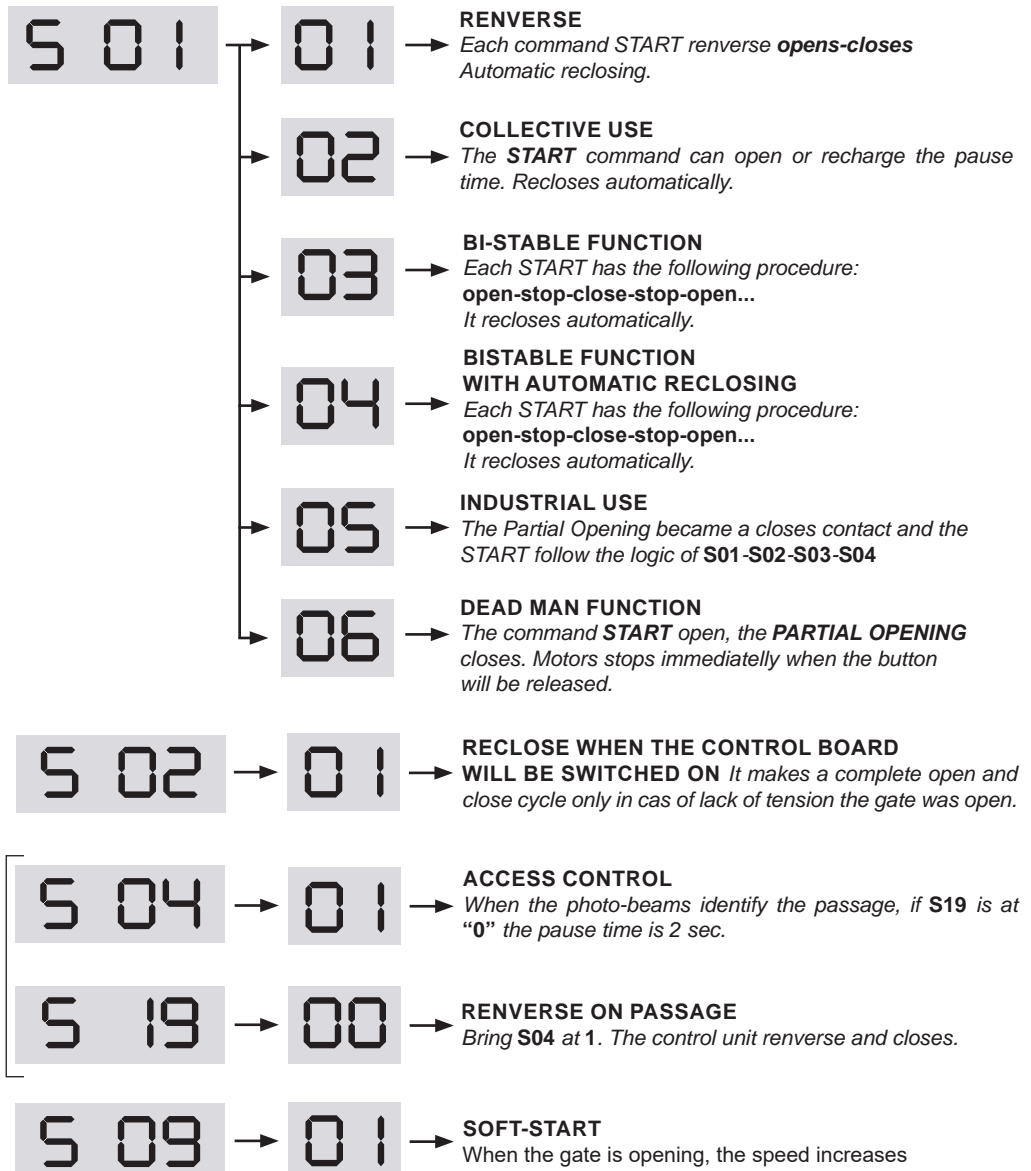 S 01
01
RENVERSE
Each command START renverse opens-closes
Automatic reclosing.
02
COLLECTIVE USE
The START command can open or recharge the pause
time. Recloses automatically.
03
BI-STABLE FUNCTION
Each START has the following procedure:
open-stop-close-stop-open...
It recloses automatically.
04
BISTABLE FUNCTION
WITH AUTOMATIC RECLOSING
Each START has the following procedure:
open-stop-close-stop-open...
It recloses automatically.
05
INDUSTRIAL USE
The Partial Opening became a closes contact and the
START follow the logic of S01-S02-S03-S04
06
DEAD MAN FUNCTION
The command START open, the PARTIAL OPENING
closes. Motors stops immediatelly when the button
will be released.
S 02
01
RECLOSE WHEN THE CONTROL BOARD
WILL BE SWITCHED ON It makes a complete open and
close cycle only in cas of lack of tension the gate was open.
S 04
01
ACCESS CONTROL
When the photo-beams identify the passage, if S19 is at
“0” the pause time is 2 sec.
S 19
00
RENVERSE ON PASSAGE
Bring S04 at 1. The control unit renverse and closes.
S 09
01
SOFT-START
When the gate is opening, the speed increases